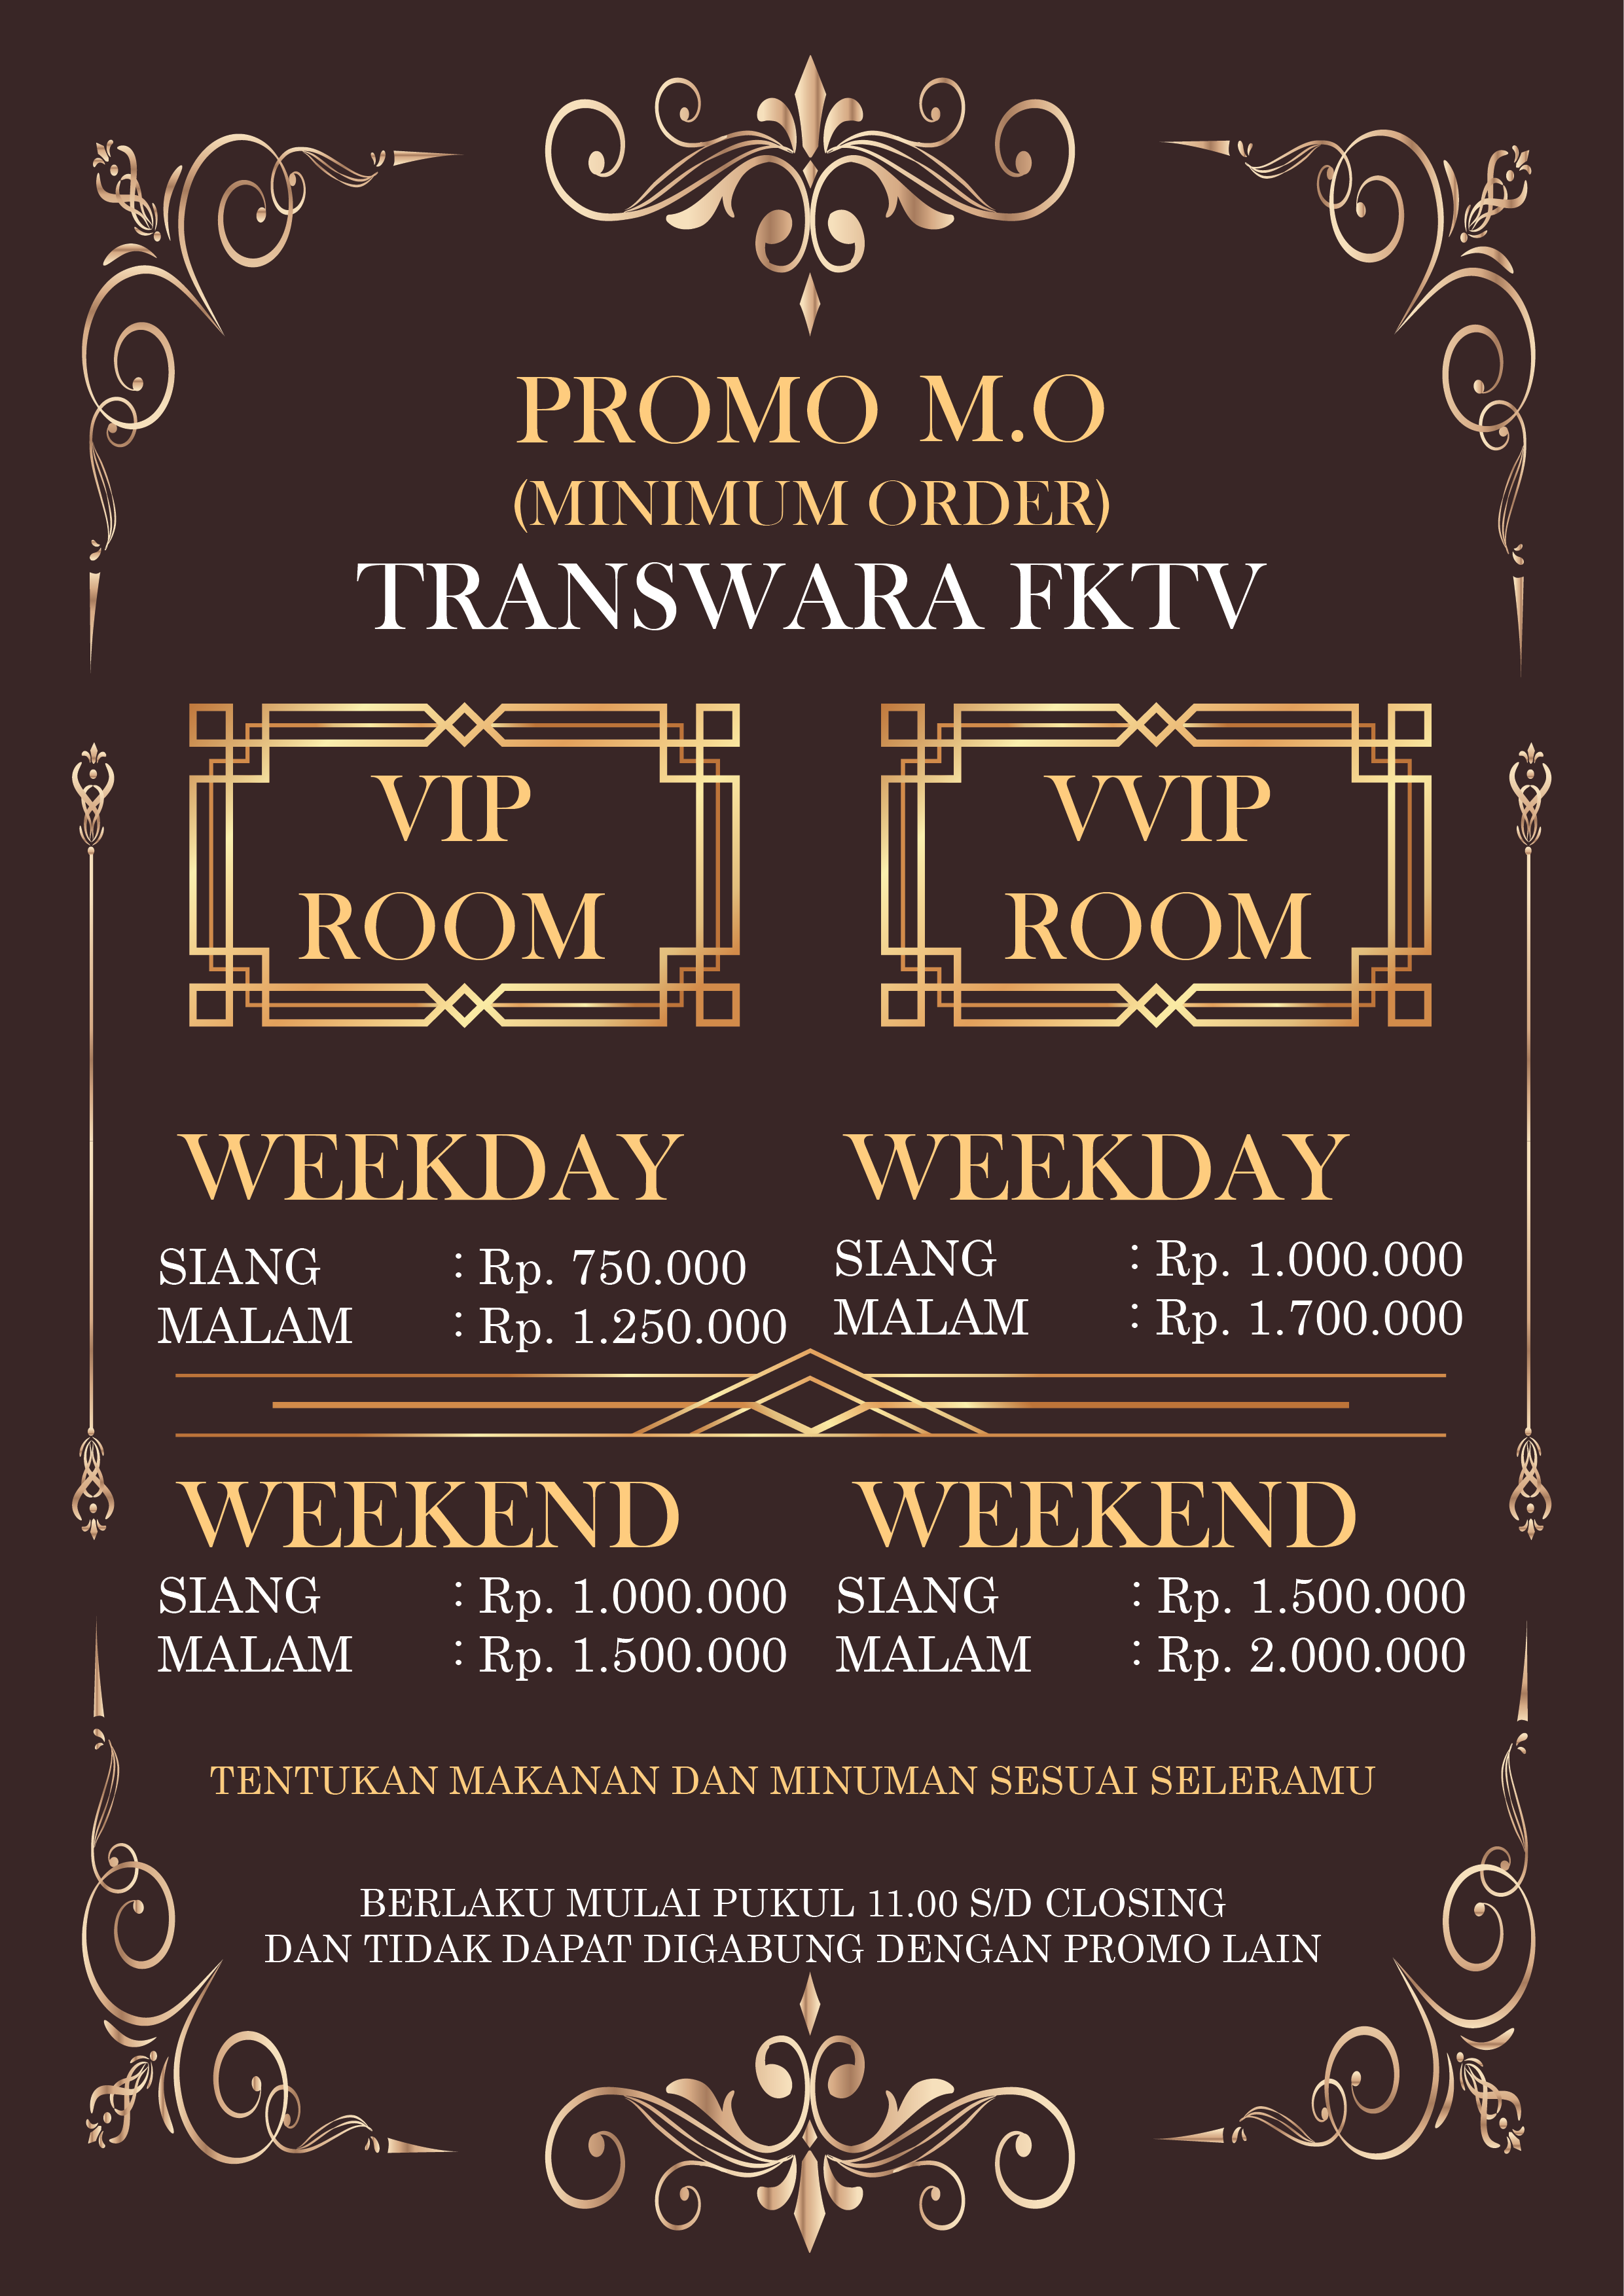 PROMO M.O
(MINIMUM ORDER)
TRANSWARA FKTV
VIP
ROOM
VVIP
ROOM
WEEKDAY
SIANG : Rp. 750.000
MALAM : Rp. 1.250.000
WEEKDAY
SIANG : Rp. 1.000.000
MALAM : Rp. 1.700.000
WEEKEND
SIANG : Rp. 1.000.000
MALAM : Rp. 1.500.000
WEEKEND
SIANG : Rp. 1.500.000
MALAM : Rp. 2.000.000
TENTUKAN MAKANAN DAN MINUMAN SESUAI SELERAMU
BERLAKU MULAI PUKUL 11.00 S/D CLOSING
DAN TIDAK DAPAT DIGABUNG DENGAN PROMO LAIN